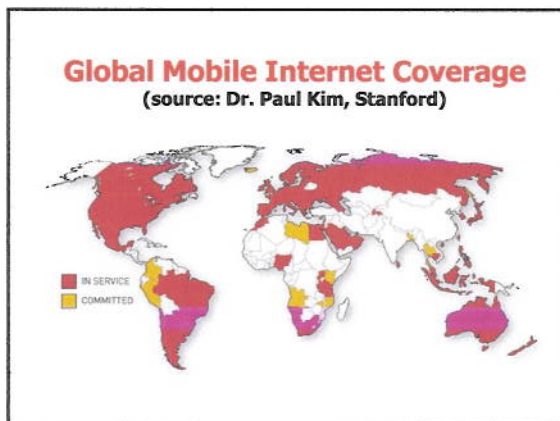 Global Mobile Internet Coverage
(source: Dr. Paul Kim, Stanford)
IN SERVICE
COMMITTED